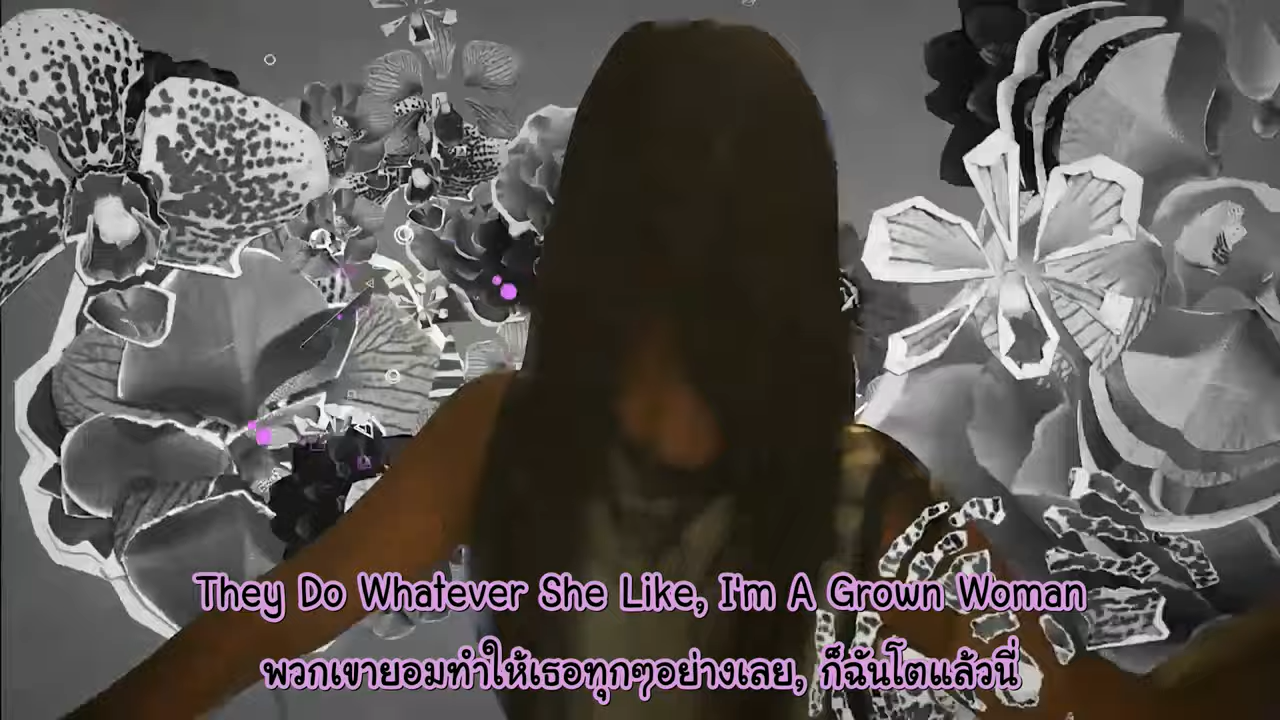 They Do Whatever She Like, I'm A Grown Woman
พวกเขายอมทำให้เธอทุกๆอย่างเลย, ก็ฉันโตแล้วนี่